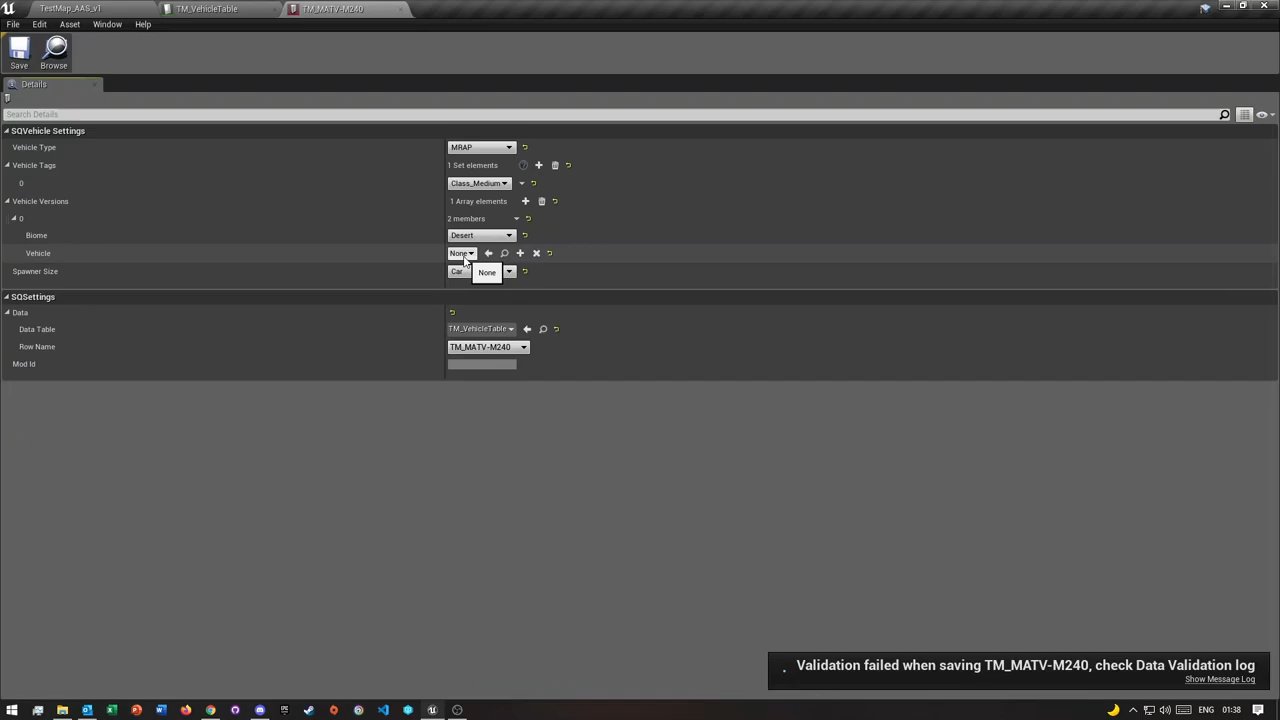 TestMap_AAS_v1
TM_VehicleTable
TM_MATV-M240
File Edit Asset Window Help
Save Browse
Details
Search Details
SQVehicle Settings
Vehicle Type MRAP
Vehicle Tags 1 Set elements
0 Class_Medium
Vehicle Versions 1 Array elements
0 2 members
Biome Desert
Vehicle None
Spawner Size Car
None
SQSettings
Data
Data Table TM_VehicleTable
Row Name TM_MATV-M240
Mod Id
Validation failed when saving TM_MATV-M240, check Data Validation log
Show Message Log
ENG 01:38